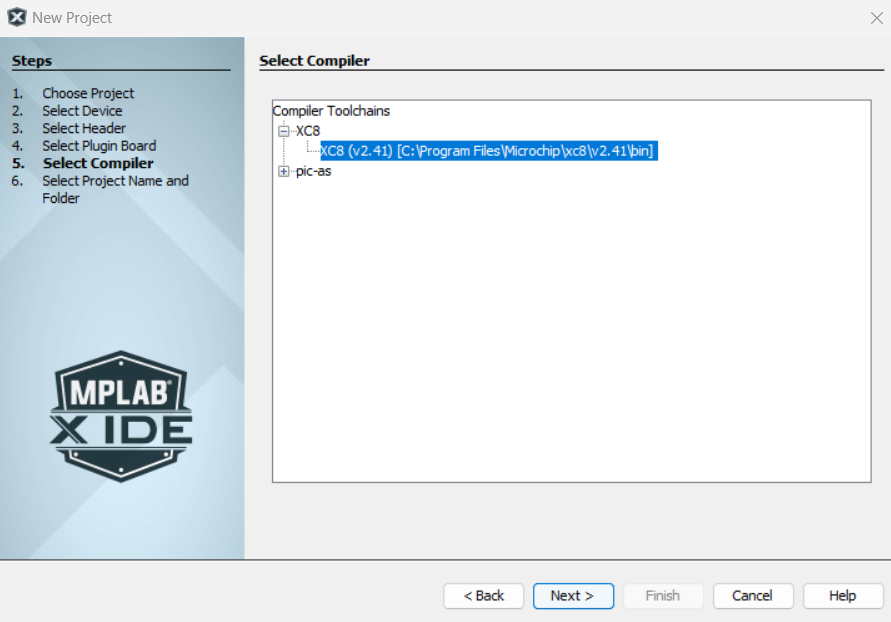 New Project
Steps
1. Choose Project
2. Select Device
3. Select Header
4. Select Plugin Board
5. Select Compiler
6. Select Project Name and
Folder
MPLAB®
X IDE
Select Compiler
Compiler Toolchains
XC8
XC8 (v2.41) [C:\Program Files\Microchip\xc8\v2.41\bin]
pic-as
< Back
Next >
Finish
Cancel
Help